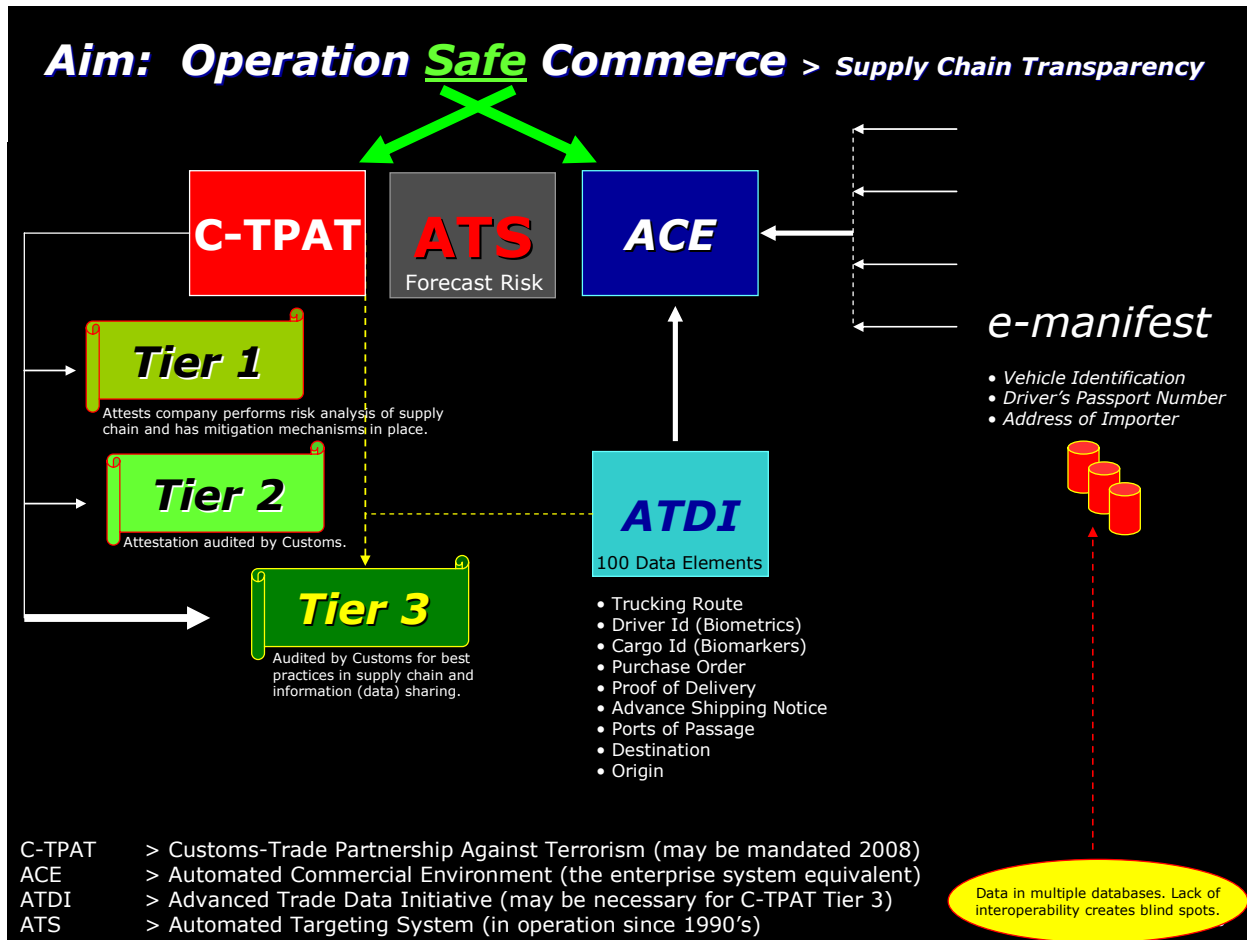 Aim: Operation Safe Commerce > Supply Chain Transparency
C-TPAT
ATS
Forecast Risk
ACE
e-manifest
• Vehicle Identification
• Driver's Passport Number
• Address of Importer
Tier 1
Attests company performs risk analysis of supply
chain and has mitigation mechanisms in place.
Tier 2
Attestation audited by Customs.
Tier 3
Audited by Customs for best
practices in supply chain and
information (data) sharing.
ATDI
100 Data Elements
• Trucking Route
• Driver Id (Biometrics)
• Cargo Id (Biomarkers)
• Purchase Order
• Proof of Delivery
• Advance Shipping Notice
• Ports of Passage
• Destination
• Origin
C-TPAT > Customs-Trade Partnership Against Terrorism (may be mandated 2008)
ACE > Automated Commercial Environment (the enterprise system equivalent)
ATDI > Advanced Trade Data Initiative (may be necessary for C-TPAT Tier 3)
ATS > Automated Targeting System (in operation since 1990's)
Data in multiple databases. Lack of
interoperability creates blind spots.